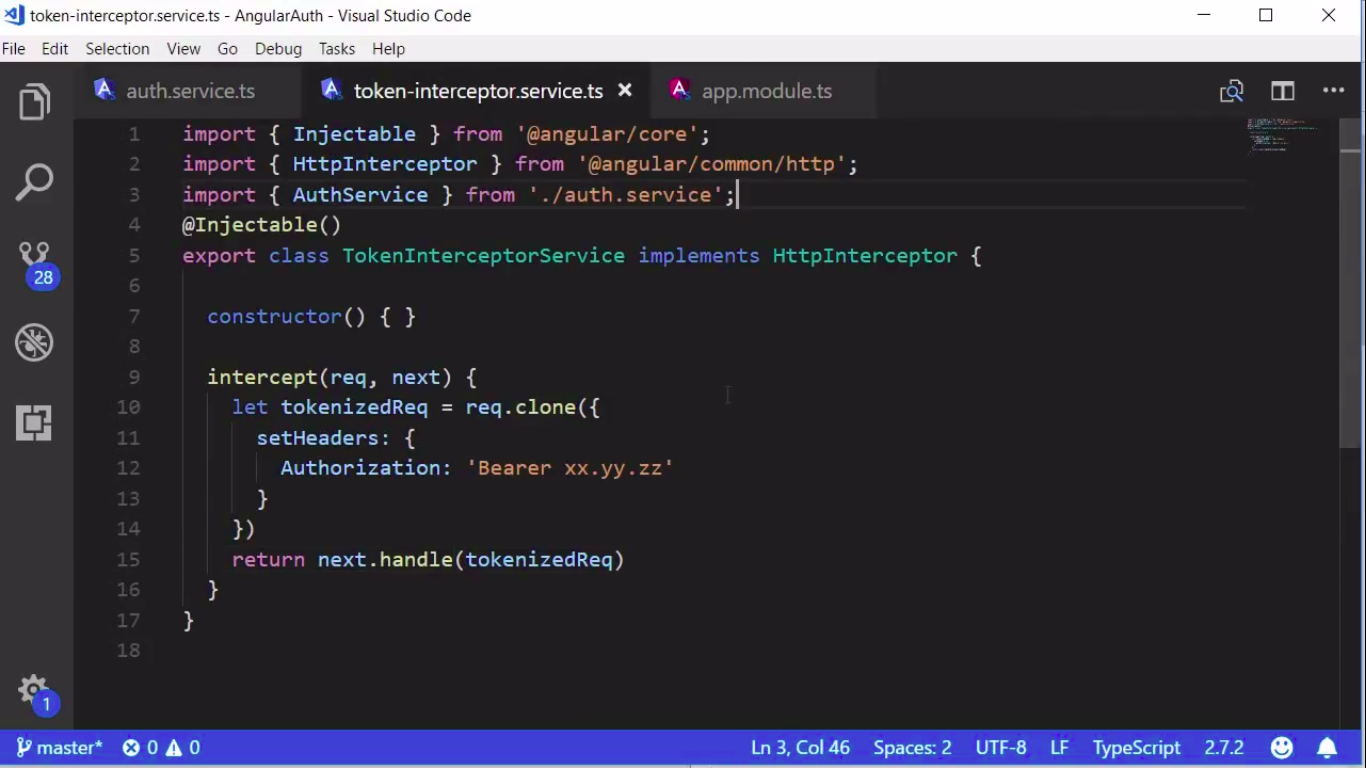 token-interceptor.service.ts - AngularAuth - Visual Studio Code
File Edit Selection View Go Debug Tasks Help
auth.service.ts token-interceptor.service.ts app.module.ts
1 import { Injectable } from '@angular/core';
2 import { HttpInterceptor } from '@angular/common/http';
3 import { AuthService } from './auth.service';
4 @Injectable()
5 export class TokenInterceptorService implements HttpInterceptor {
6
28
7 constructor() { }
8
9 intercept(req, next) {
10 let tokenizedReq = req.clone({
11 setHeaders: {
12 Authorization: 'Bearer xx.yy.zz'
13 }
14 })
15 return next.handle(tokenizedReq)
16 }
17 }
18
1
master* 0 0 Ln 3, Col 46 Spaces: 2 UTF-8 LF TypeScript 2.7.2